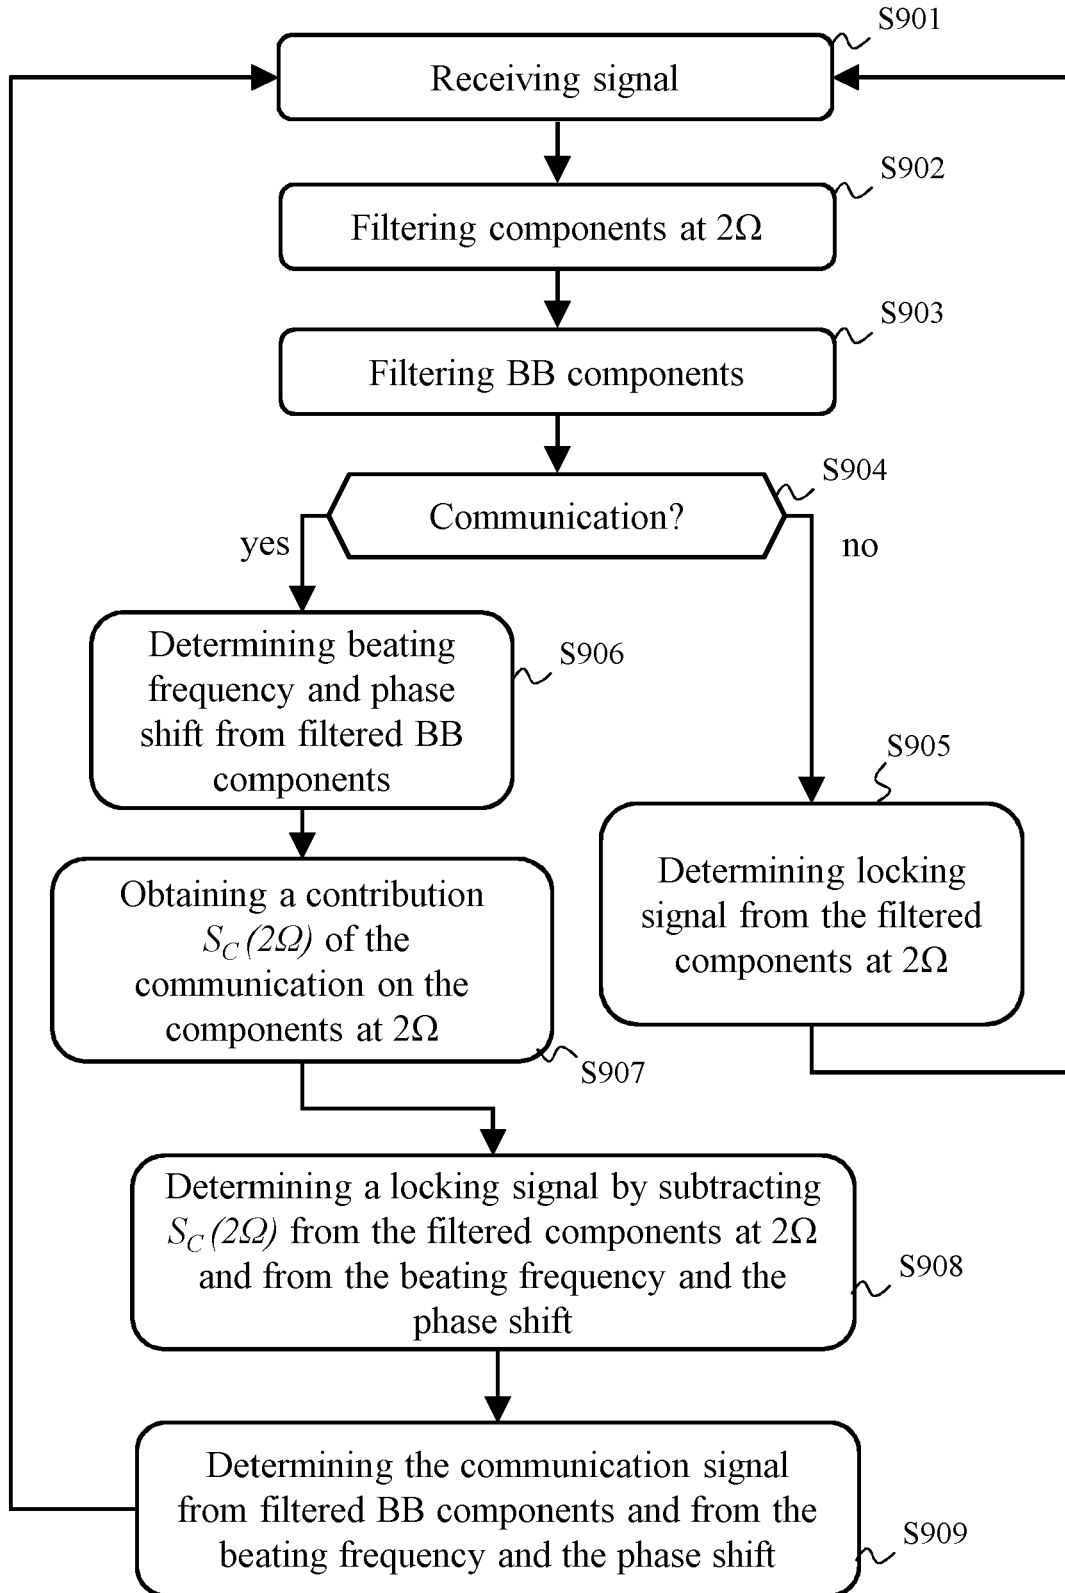 S901
Receiving signal
S902
Filtering components at 2Ω
S903
Filtering BB components
S904
Communication?
yes
no
Determining beating
frequency and phase
shift from filtered BB
components
S906
S905
Determining locking
signal from the filtered
components at 2Ω
Obtaining a contribution
S_C(2Ω) of the
communication on the
components at 2Ω
S907
Determining a locking signal by subtracting
S_C(2Ω) from the filtered components at 2Ω
and from the beating frequency and the
phase shift
S908
Determining the communication signal
from filtered BB components and from the
beating frequency and the phase shift
S909